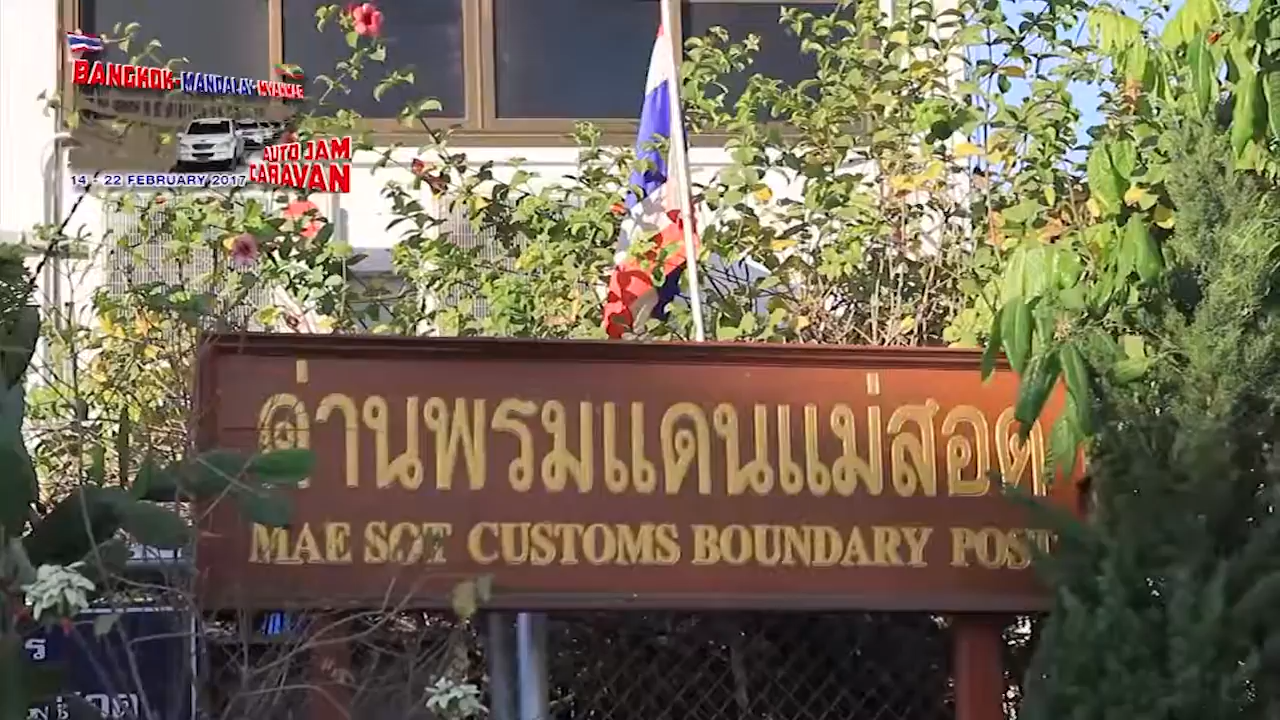 BANGKOK-MANDALAY-MYANMAR
AUTO JAM
CARAVAN
14 - 22 FEBRUARY 2017
ด่านพรมแดนแม่สอด
MAE SOT CUSTOMS BOUNDARY POST
ร